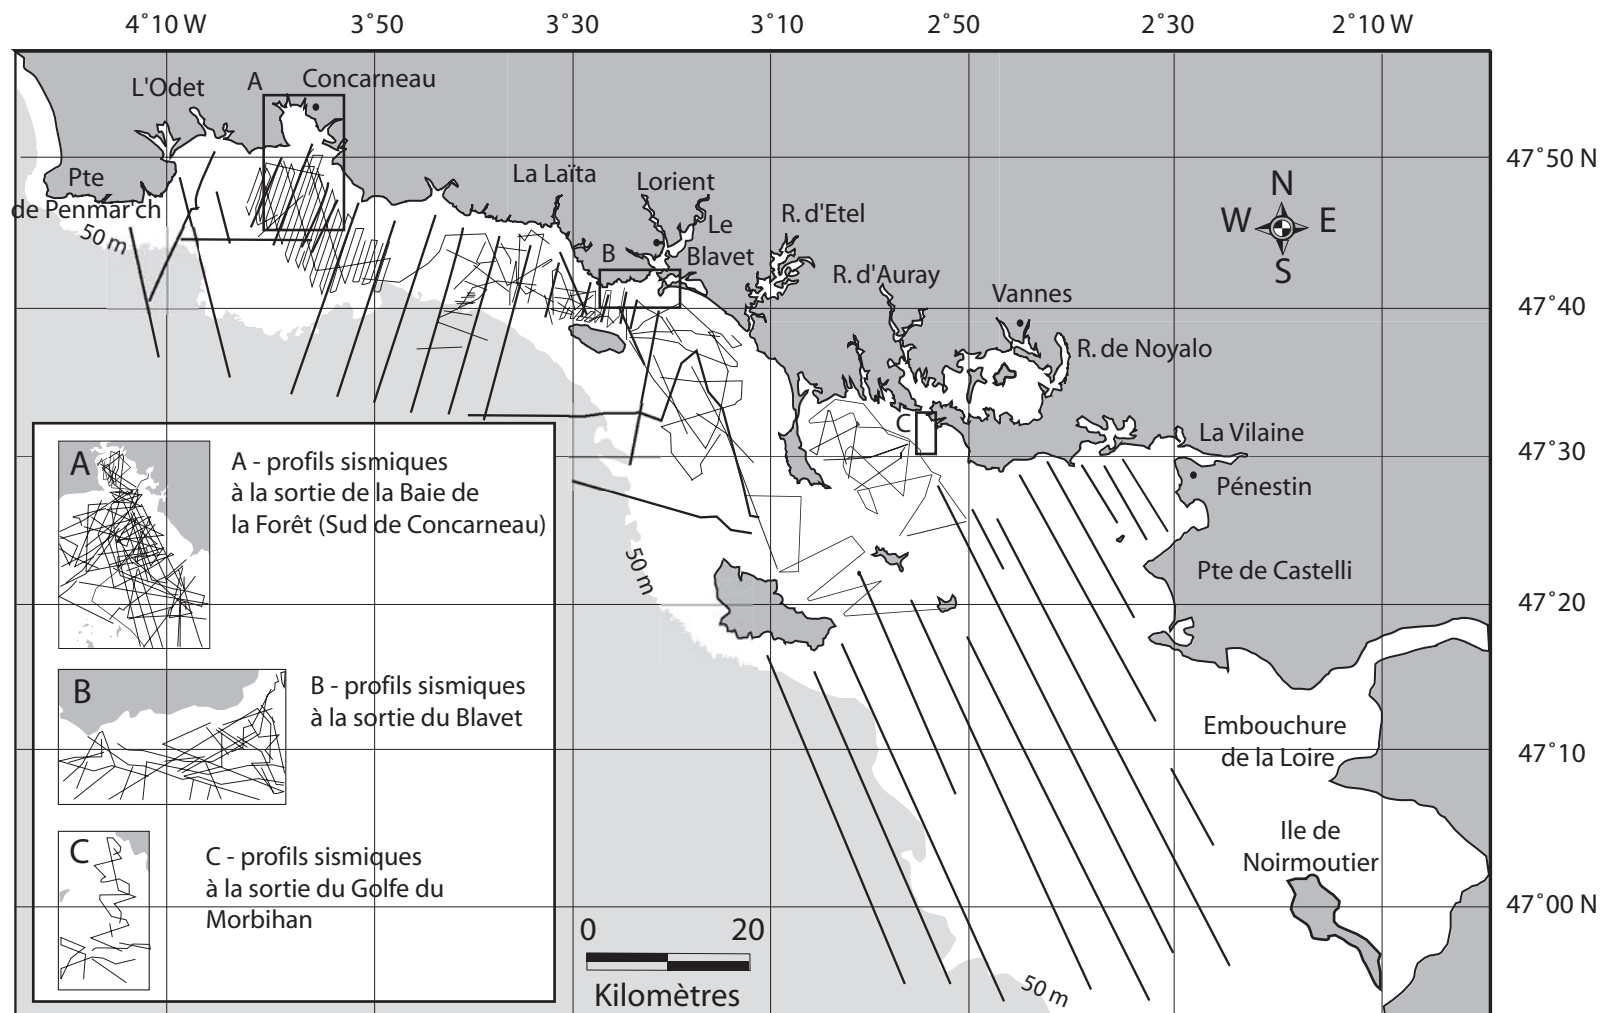 4°10 W
3°50
3°30
3°10
2°50
2°30
2°10 W
L'Odet
A
Concarneau
47°50 N
Pte
de Penmar'ch
50 m
La Laïta
Lorient
Le
Blavet
B
R. d'Etel
R. d'Auray
N
W
E
S
47°40
Vannes
R. de Noyalo
C
La Vilaine
47°30
Pénestin
50 m
Pte de Castelli
47°20
Embouchure
de la Loire
47°10
Ile de
Noirmoutier
47°00 N
50 m
A
A - profils sismiques
à la sortie de la Baie de
la Forêt (Sud de Concarneau)
B
B - profils sismiques
à la sortie du Blavet
C
C - profils sismiques
à la sortie du Golfe du
Morbihan
0
20
Kilomètres